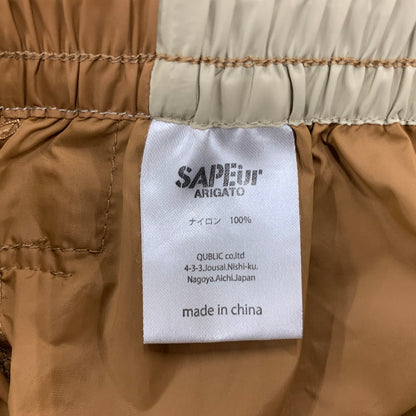 SAPEur
ARIGATO
ナイロン 100%
QUBLIC co,ltd
4-3-3,Jousai.Nishi-ku.
Nagoya.Aichi.Japan
made in china